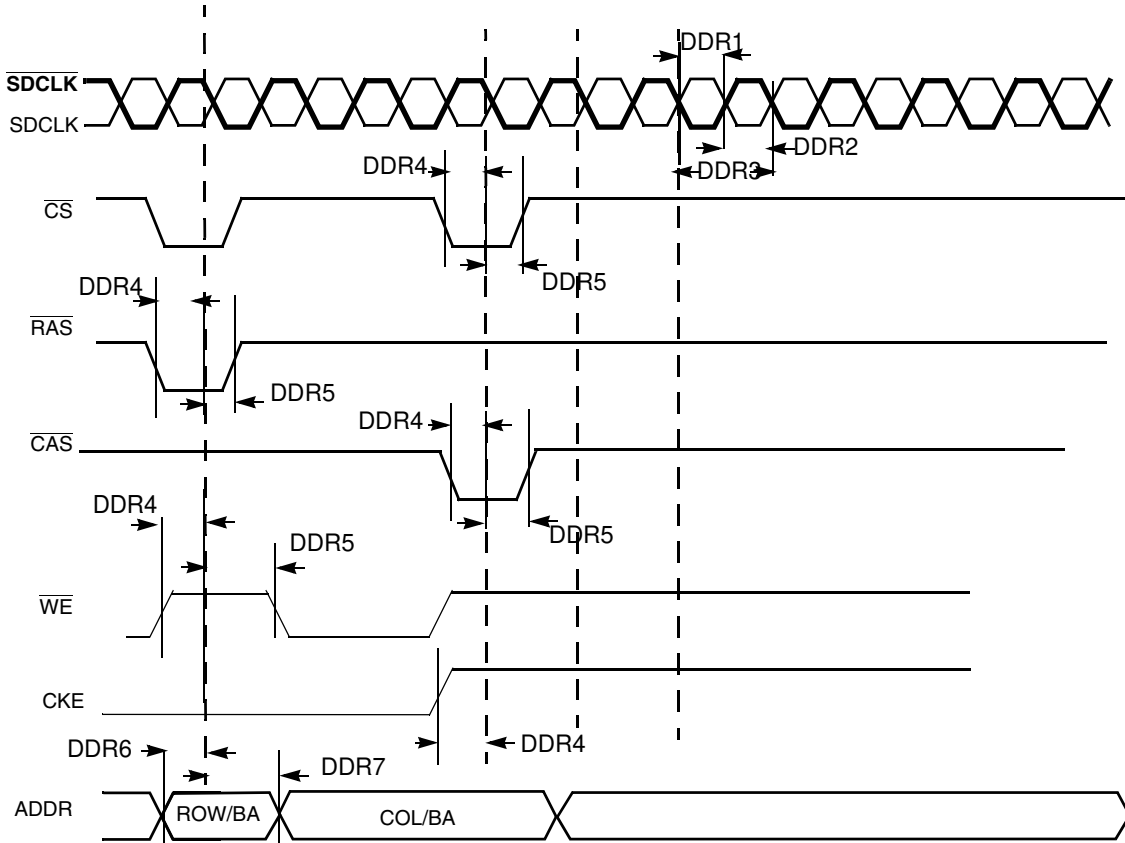 DDR1
SDCLK
SDCLK
DDR2
DDR4
DDR3
CS
DDR5
DDR4
RAS
DDR5
DDR4
CAS
DDR4
DDR5
DDR5
WE
CKE
DDR4
DDR6
DDR7
ADDR
ROW/BA
COL/BA